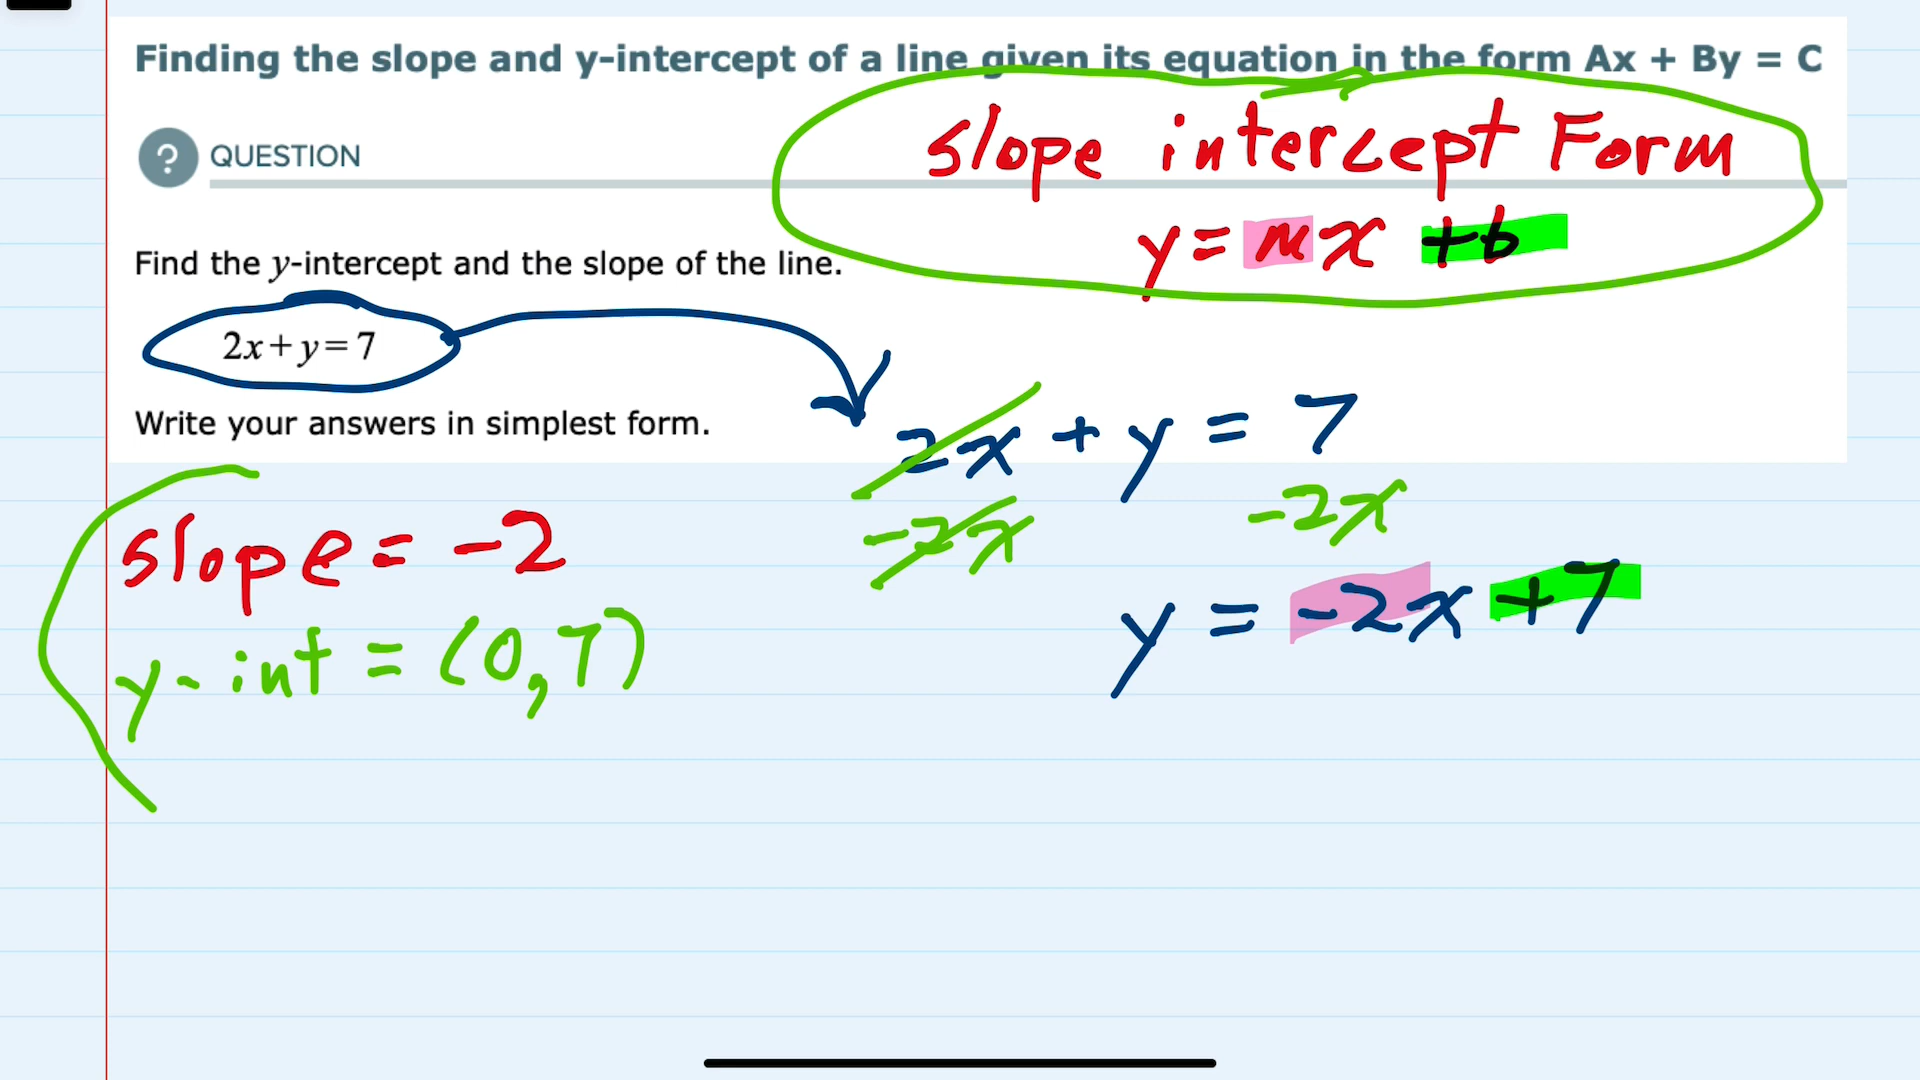 Finding the slope and y-intercept of a line given its equation in the form Ax + By = C
? QUESTION
slope intercept Form
y = mx +b
Find the y-intercept and the slope of the line.
2x+y=7
Write your answers in simplest form.
2x + y = 7
-2x -2x
y = -2x +7
slope = -2
y-int = (0,7)